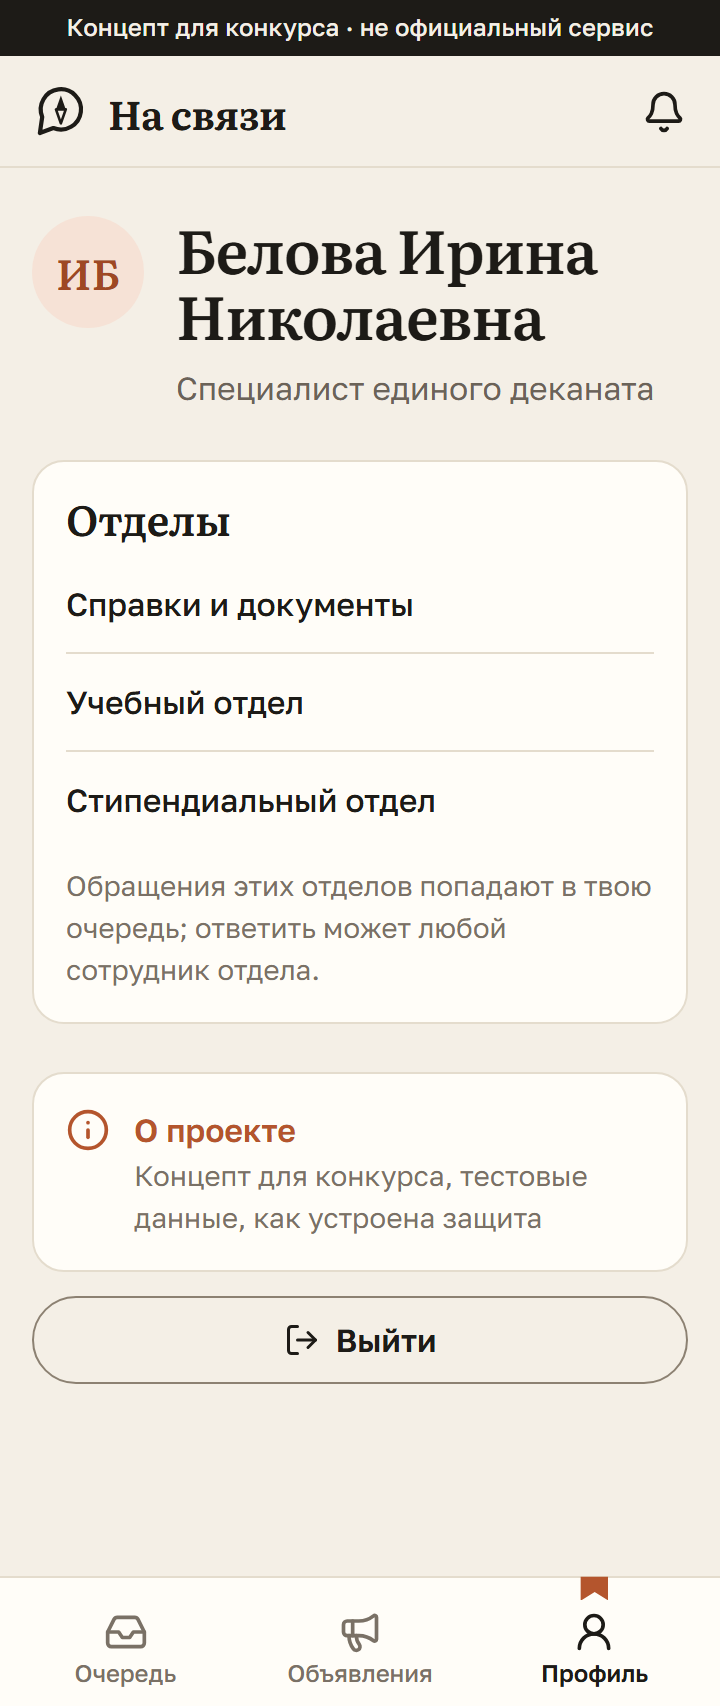 Концепт для конкурса · не официальный сервис
На связи
ИБ
Белова Ирина
Николаевна
Специалист единого деканата
Отделы
Справки и документы
Учебный отдел
Стипендиальный отдел
Обращения этих отделов попадают в твою
очередь; ответить может любой
сотрудник отдела.
О проекте
Концепт для конкурса, тестовые
данные, как устроена защита
Выйти
Очередь
Объявления
Профиль